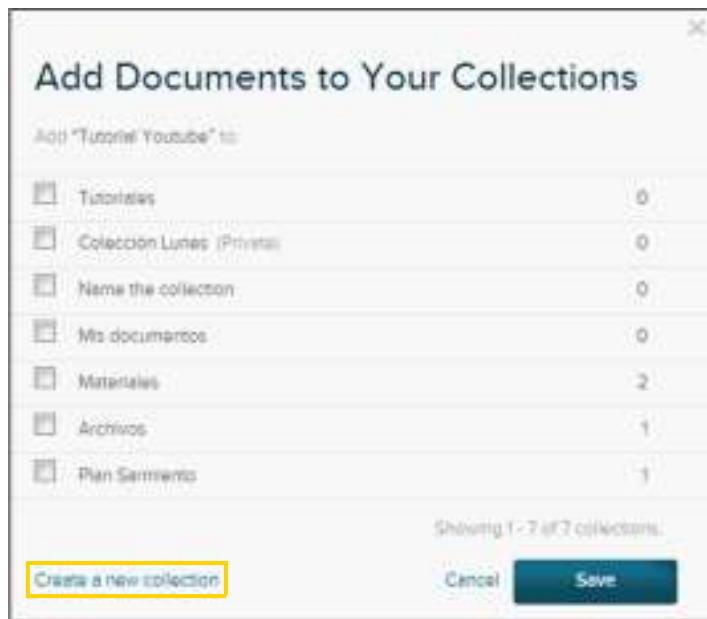 Add Documents to Your Collections
Add "Tutoriel Youtube" to:
Tutoriales 0
Colección Lunes (Private) 0
Name the collection 0
Mis documentos 0
Materiales 2
Archivos 1
Plan Sarmiento 1
Showing 1 - 7 of 7 collections.
Create a new collection Cancel Save